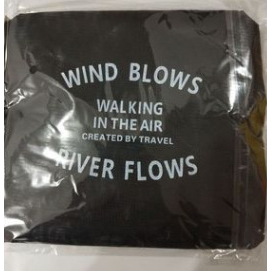 WIND BLOWS
WALKING
IN THE AIR
CREATED BY TRAVEL
RIVER FLOWS